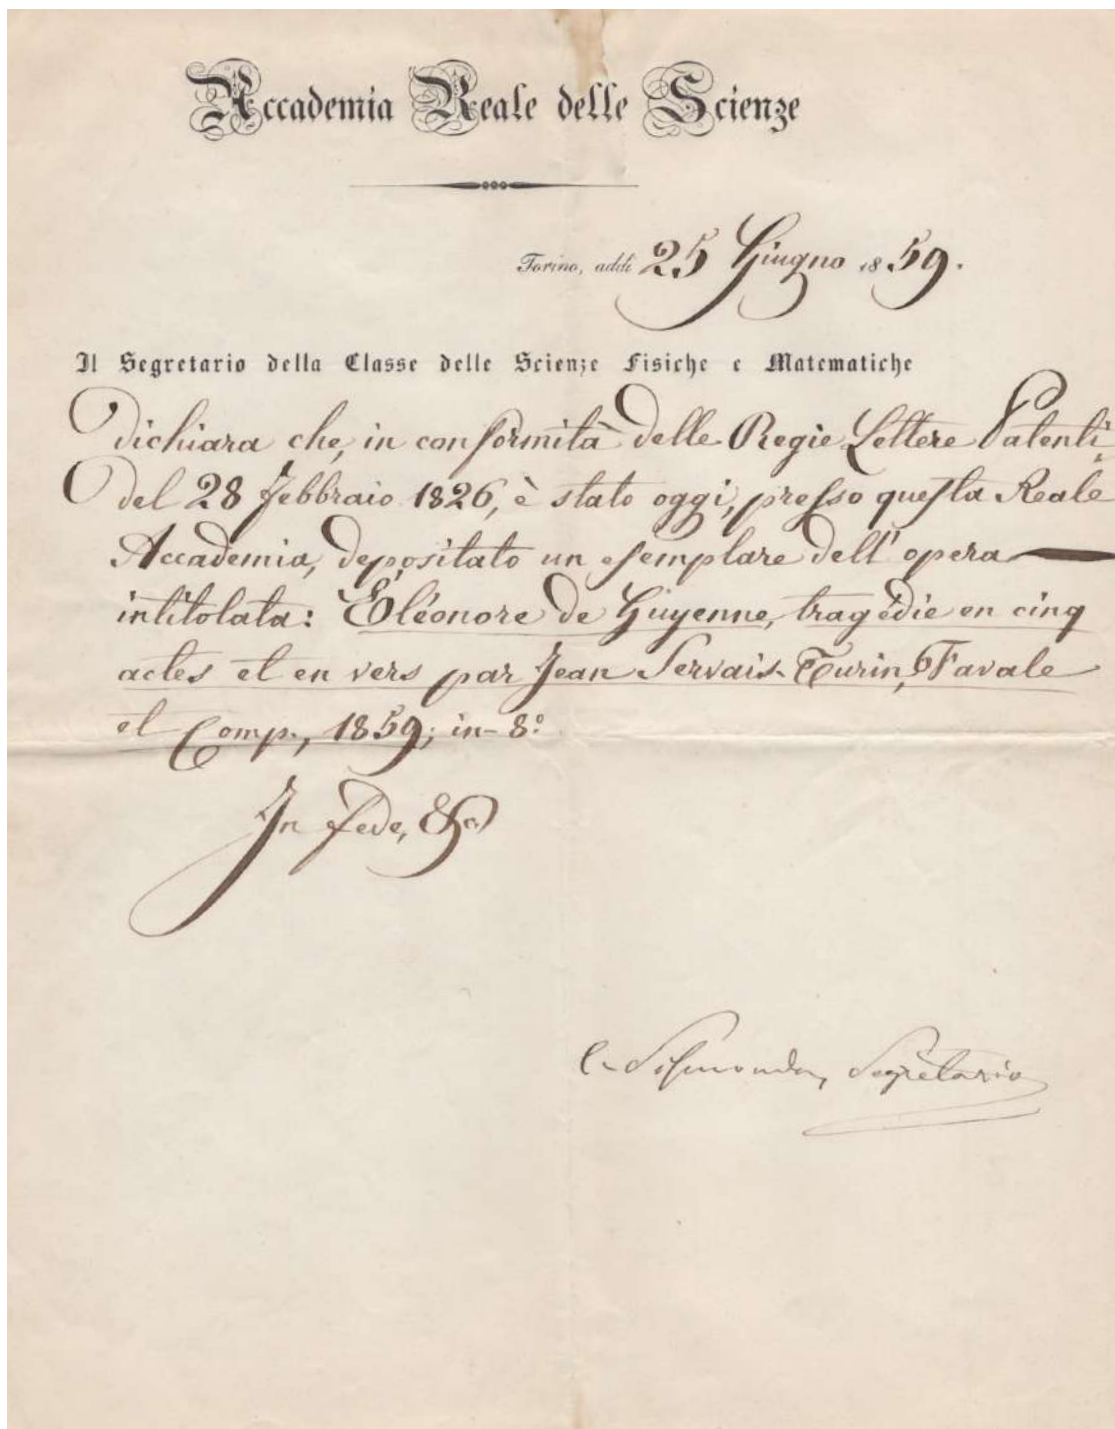 Accademia Reale delle Scienze
Torino, addì 25 Giugno 1859.
Il Segretario della Classe delle Scienze Fisiche e Matematiche
dichiara che, in conformità delle Regie Lettere Patenti,
del 28 Febbraio 1826, è stato oggi, presso questa Reale
Accademia, depositato un esemplare dell'opera
intitolata: Eléonore de Guyenne, tragédie en cinq
actes et en vers par Jean Servais. Turin, Favale
et Comp., 1859; in-8.º
In fede, &c.
Sismonda, Segretario